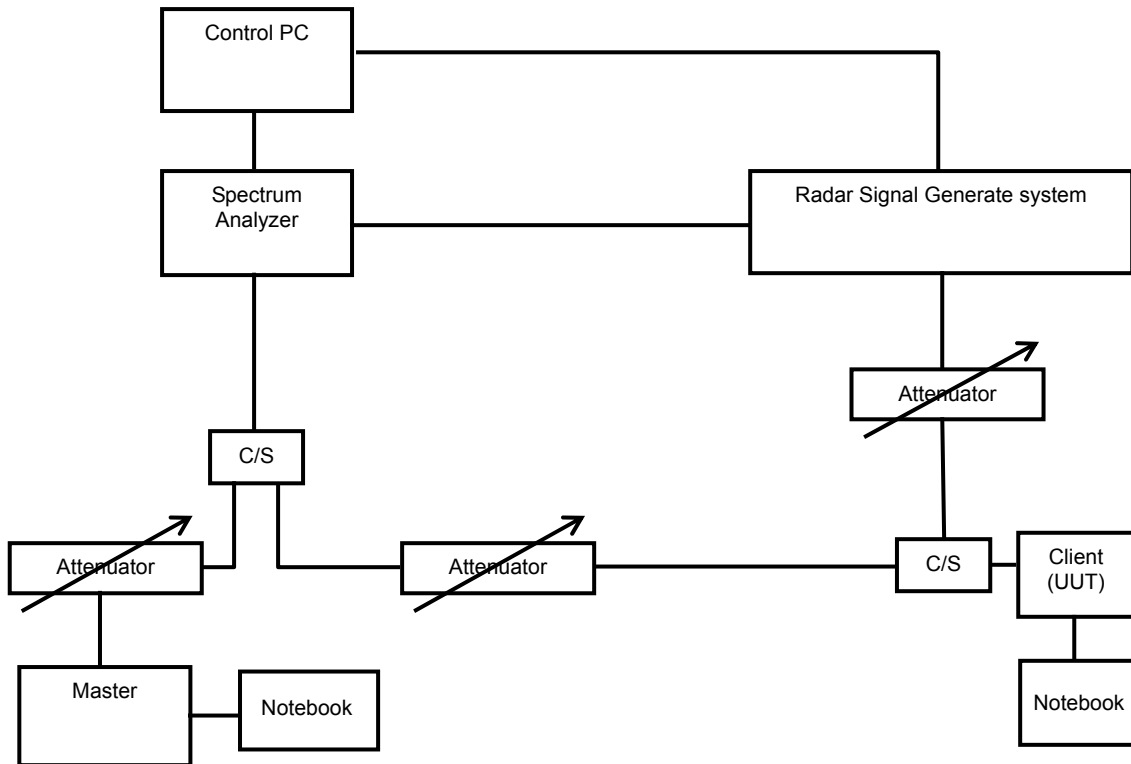 Control PC
Spectrum
Analyzer
Radar Signal Generate system
Attenuator
C/S
Attenuator
Attenuator
C/S
Client
(UUT)
Master
Notebook
Notebook